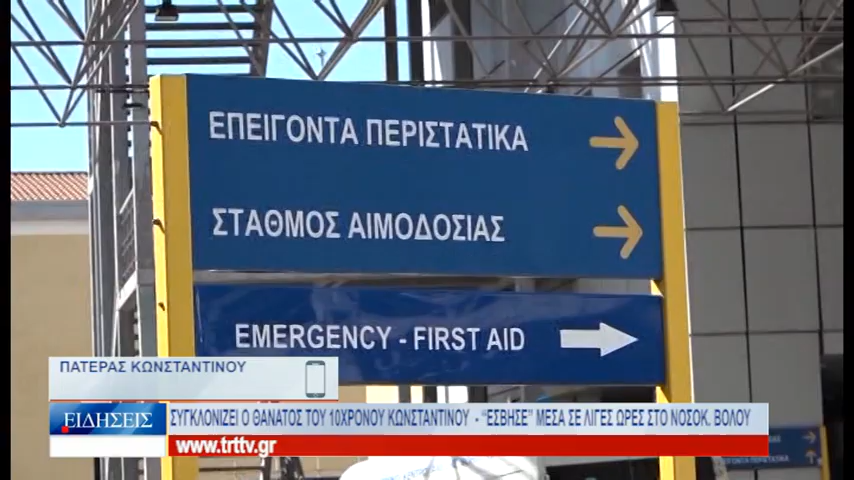 ΕΠΕΙΓΟΝΤΑ ΠΕΡΙΣΤΑΤΙΚΑ
ΣΤΑΘΜΟΣ ΑΙΜΟΔΟΣΙΑΣ
EMERGENCY - FIRST AID
ΠΑΤΕΡΑΣ ΚΩΝΣΤΑΝΤΙΝΟΥ
ΕΙΔΗΣΕΙΣ
ΣΥΓΚΛΟΝΙΖΕΙ Ο ΘΑΝΑΤΟΣ ΤΟΥ 10ΧΡΟΝΟΥ ΚΩΝΣΤΑΝΤΙΝΟΥ - “ΕΣΒΗΣΕ” ΜΕΣΑ ΣΕ ΛΙΓΕΣ ΩΡΕΣ ΣΤΟ ΝΟΣΟΚ. ΒΟΛΟΥ
www.trttv.gr
ΠΕΡΙΣΤΑΤΙΚΑ